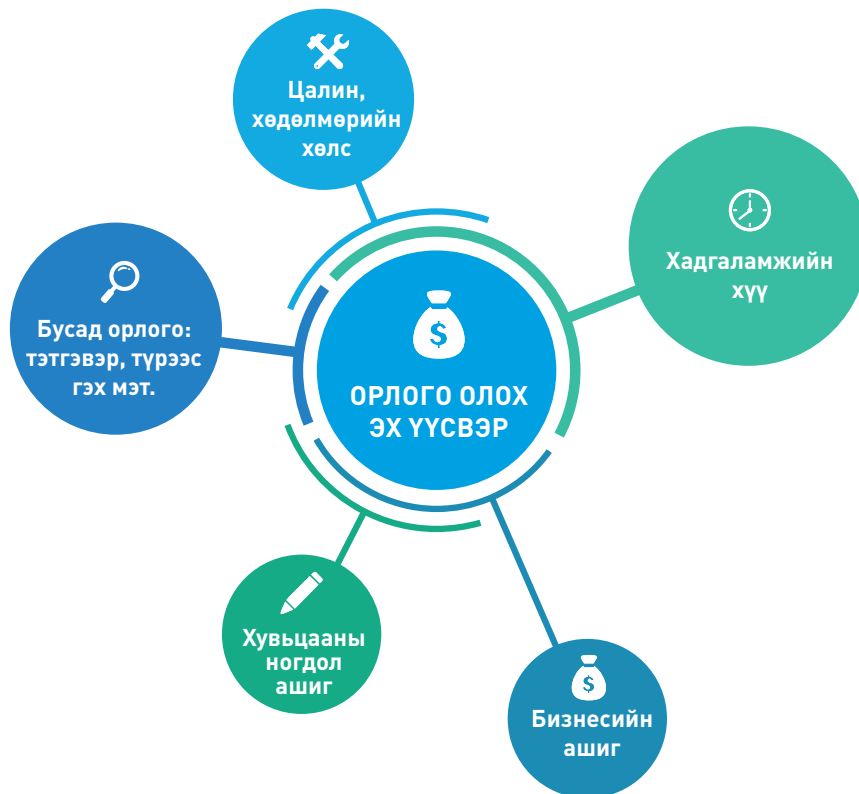 Цалин,
хөдөлмөрийн
хөлс
Хадгаламжийн
хүү
Бусад орлого:
тэтгэвэр, түрээс
гэх мэт.
$
ОРЛОГО ОЛОХ
ЭХ ҮҮСВЭР
Хувьцааны
ногдол
ашиг
$
Бизнесийн
ашиг